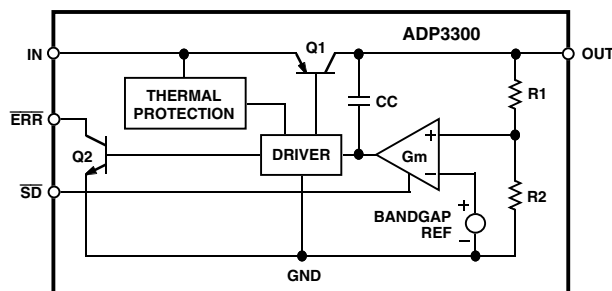 ADP3300
Q1
IN
OUT
THERMAL
PROTECTION
CC
R1
ERR
Q2
DRIVER
+
Gm
−
SD
R2
+
BANDGAP
REF
−
GND